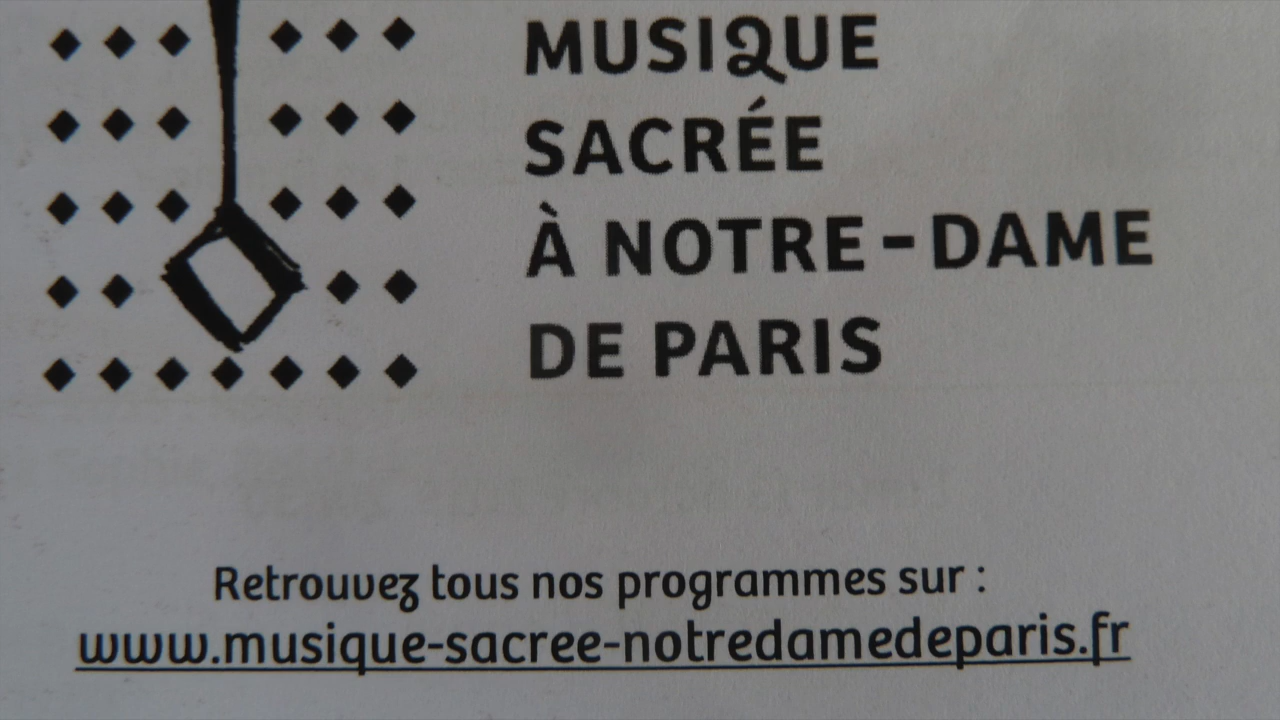 MUSIQUE
SACRÉE
À NOTRE-DAME
DE PARIS
Retrouvez tous nos programmes sur :
www.musique-sacree-notredamedeparis.fr